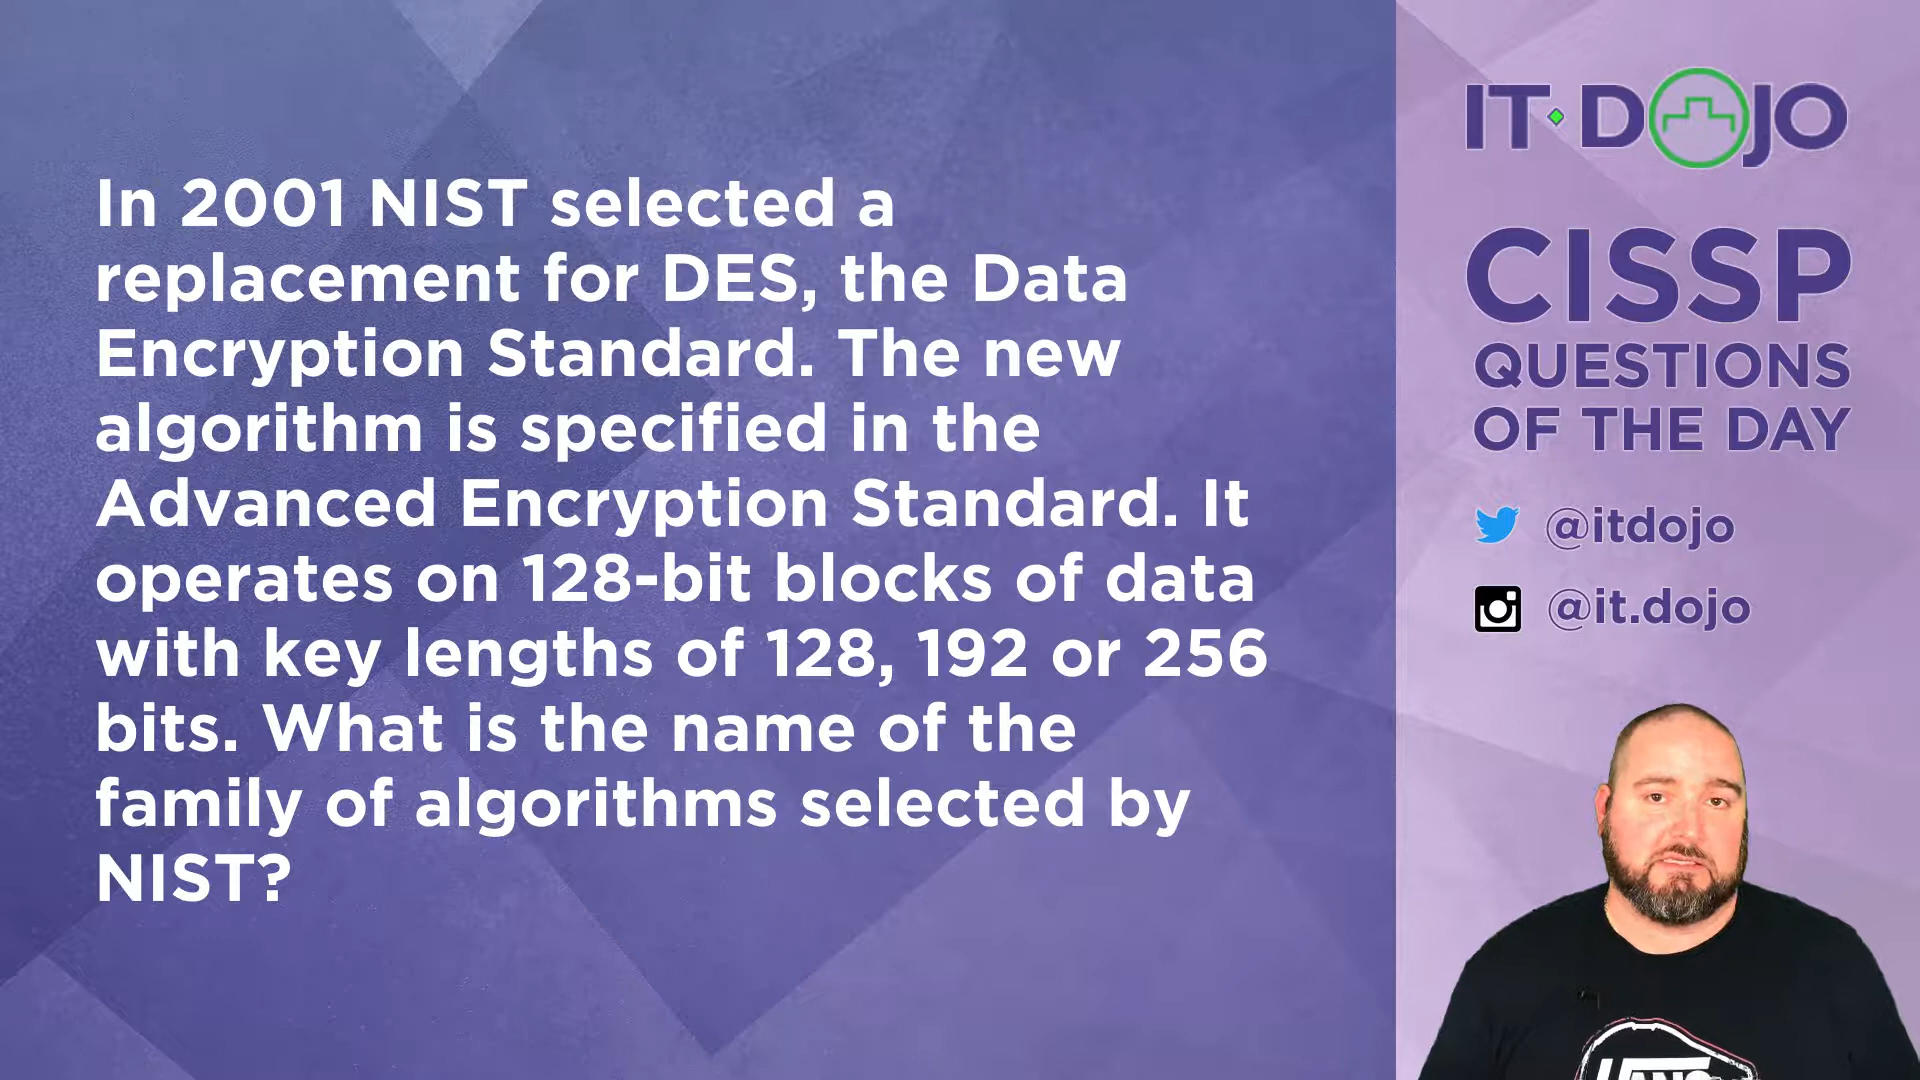 In 2001 NIST selected a
replacement for DES, the Data
Encryption Standard. The new
algorithm is specified in the
Advanced Encryption Standard. It
operates on 128-bit blocks of data
with key lengths of 128, 192 or 256
bits. What is the name of the
family of algorithms selected by
NIST?
IT DOJO
CISSP
QUESTIONS
OF THE DAY
@itdojo
@it.dojo